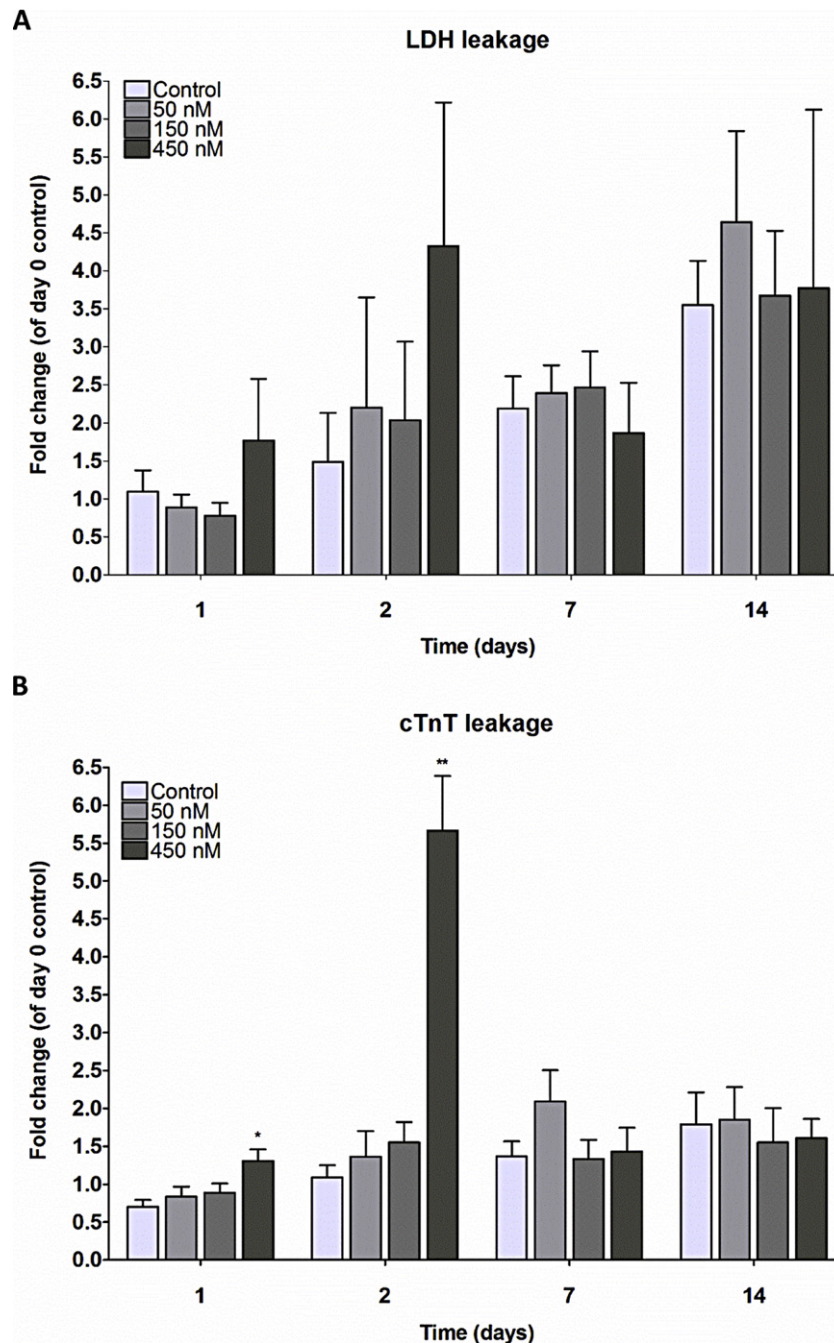 A
LDH leakage
Fold change (of day 0 control)
6.5
6.0
5.5
5.0
4.5
4.0
3.5
3.0
2.5
2.0
1.5
1.0
0.5
0.0
Control
50 nM
150 nM
450 nM
1 2 7 14
Time (days)
B
cTnT leakage
Fold change (of day 0 control)
6.5
6.0
5.5
5.0
4.5
4.0
3.5
3.0
2.5
2.0
1.5
1.0
0.5
0.0
Control
50 nM
150 nM
450 nM
*
**
1 2 7 14
Time (days)